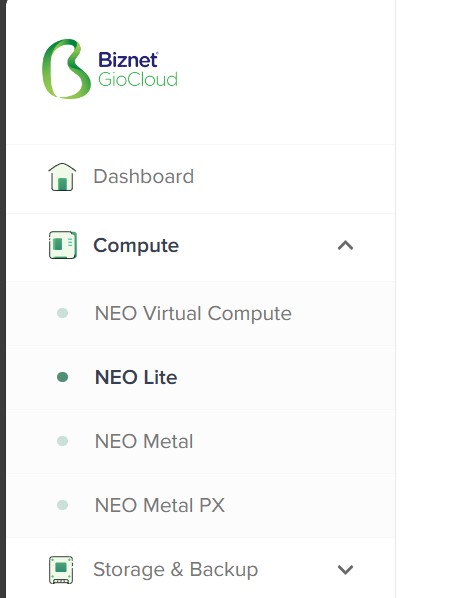 Biznet
GioCloud
Dashboard
Compute
NEO Virtual Compute
NEO Lite
NEO Metal
NEO Metal PX
Storage & Backup